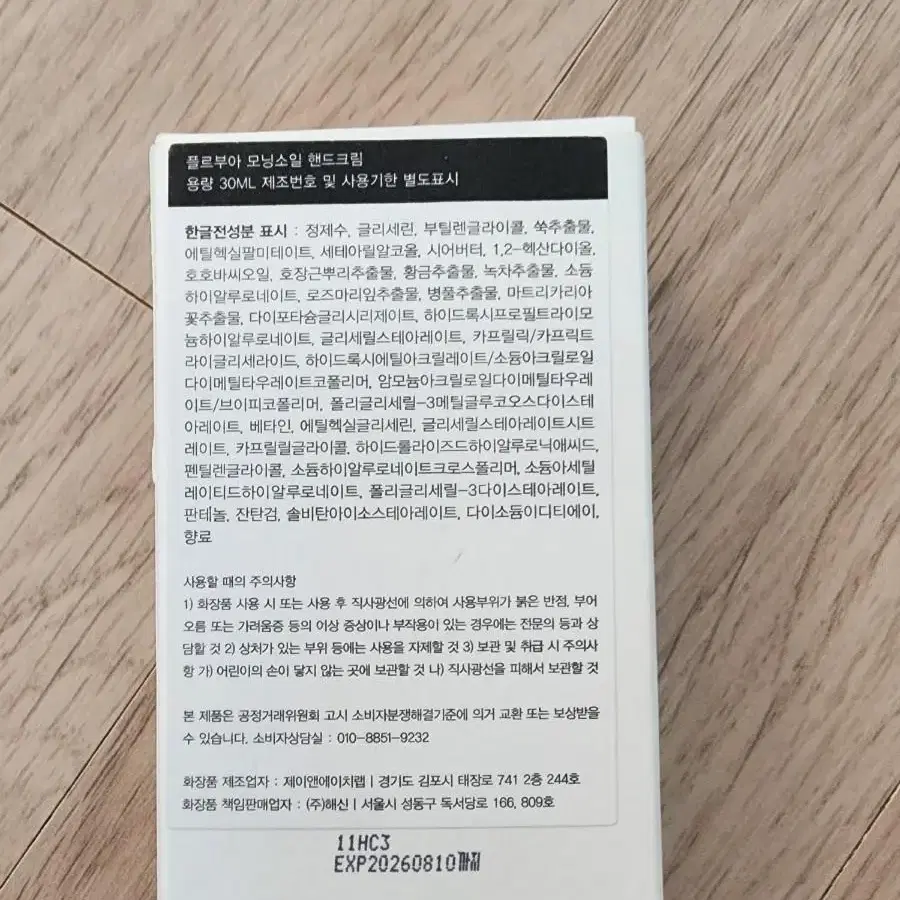 플르부아 모닝소일 핸드크림
용량 30ML 제조번호 및 사용기한 별도표시
한글전성분 표시 : 정제수, 글리세린, 부틸렌글라이콜, 쑥추출물,
에틸헥실팔미테이트, 세테아릴알코올, 시어버터, 1,2-헥산다이올,
호호바씨오일, 호장근뿌리추출물, 황금추출물, 녹차추출물, 소듐
하이알루로네이트, 로즈마리잎추출물, 병풀추출물, 마트리카리아
꽃추출물, 다이포타슘글리시리제이트, 하이드록시프로필트라이모
늄하이알루로네이트, 글리세릴스테아레이트, 카프릴릭/카프릭트
라이글리세라이드, 하이드록시에틸아크릴레이트/소듐아크릴로일
다이메틸타우레이트코폴리머, 암모늄아크릴로일다이메틸타우레
이트/브이피코폴리머, 폴리글리세릴-3메틸글루코오스다이스테
아레이트, 베타인, 에틸헥실글리세린, 글리세릴스테아레이트시트
레이트, 카프릴릴글라이콜, 하이드롤라이즈드하이알루로닉애씨드,
펜틸렌글라이콜, 소듐하이알루로네이트크로스폴리머, 소듐아세틸
레이티드하이알루로네이트, 폴리글리세릴-3다이스테아레이트,
판테놀, 잔탄검, 솔비탄아이소스테아레이트, 다이소듐이디티에이,
향료
사용할 때의 주의사항
1) 화장품 사용 시 또는 사용 후 직사광선에 의하여 사용부위가 붉은 반점, 부어
오름 또는 가려움증 등의 이상 증상이나 부작용이 있는 경우에는 전문의 등과 상
담할 것 2) 상처가 있는 부위 등에는 사용을 자제할 것 3) 보관 및 취급 시 주의사
항 가) 어린이의 손이 닿지 않는 곳에 보관할 것 나) 직사광선을 피해서 보관할 것
본 제품은 공정거래위원회 고시 소비자분쟁해결기준에 의거 교환 또는 보상받을
수 있습니다. 소비자상담실 : 010-8851-9232
화장품 제조업자 : 제이앤에이치랩 | 경기도 김포시 태장로 741 2층 244호
화장품 책임판매업자 : (주)해신 | 서울시 성동구 독서당로 166, 809호
11HC3
EXP20260810까지